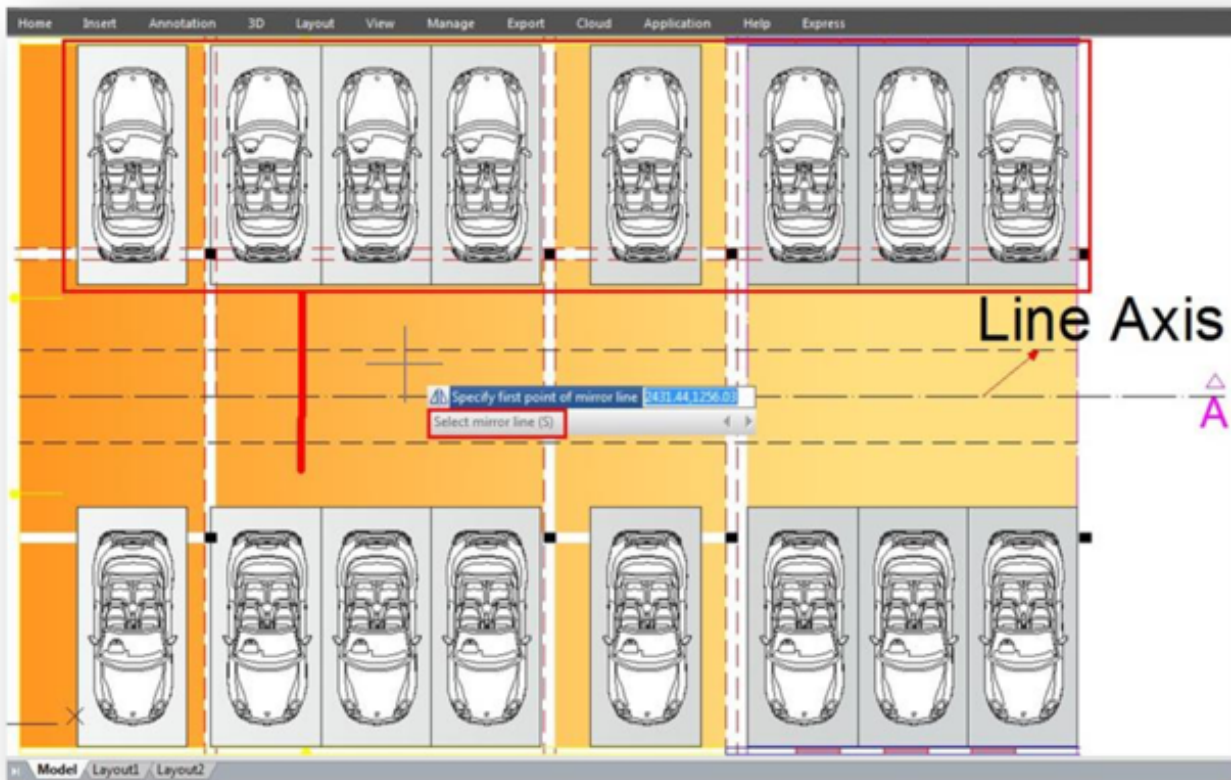 Home Insert Annotation 3D Layout View Manage Export Cloud Application Help Express
Line Axis
Specify first point of mirror line 2431.44,1256.03
A
Select mirror line (S)
Model Layout1 Layout2